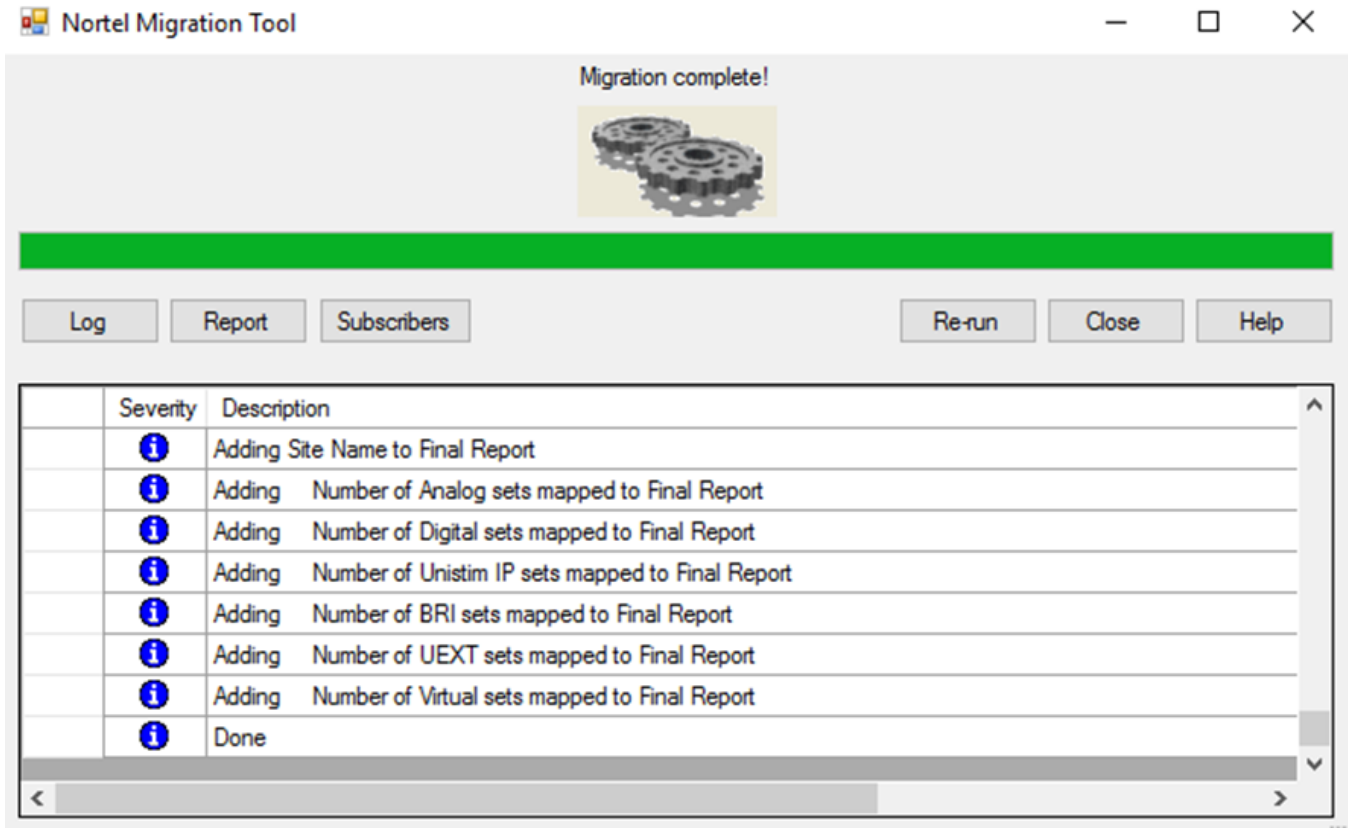 Nortel Migration Tool
Migration complete!
Log Report Subscribers Re-run Close Help
Severity Description
Adding Site Name to Final Report
Adding Number of Analog sets mapped to Final Report
Adding Number of Digital sets mapped to Final Report
Adding Number of Unistim IP sets mapped to Final Report
Adding Number of BRI sets mapped to Final Report
Adding Number of UEXT sets mapped to Final Report
Adding Number of Virtual sets mapped to Final Report
Done